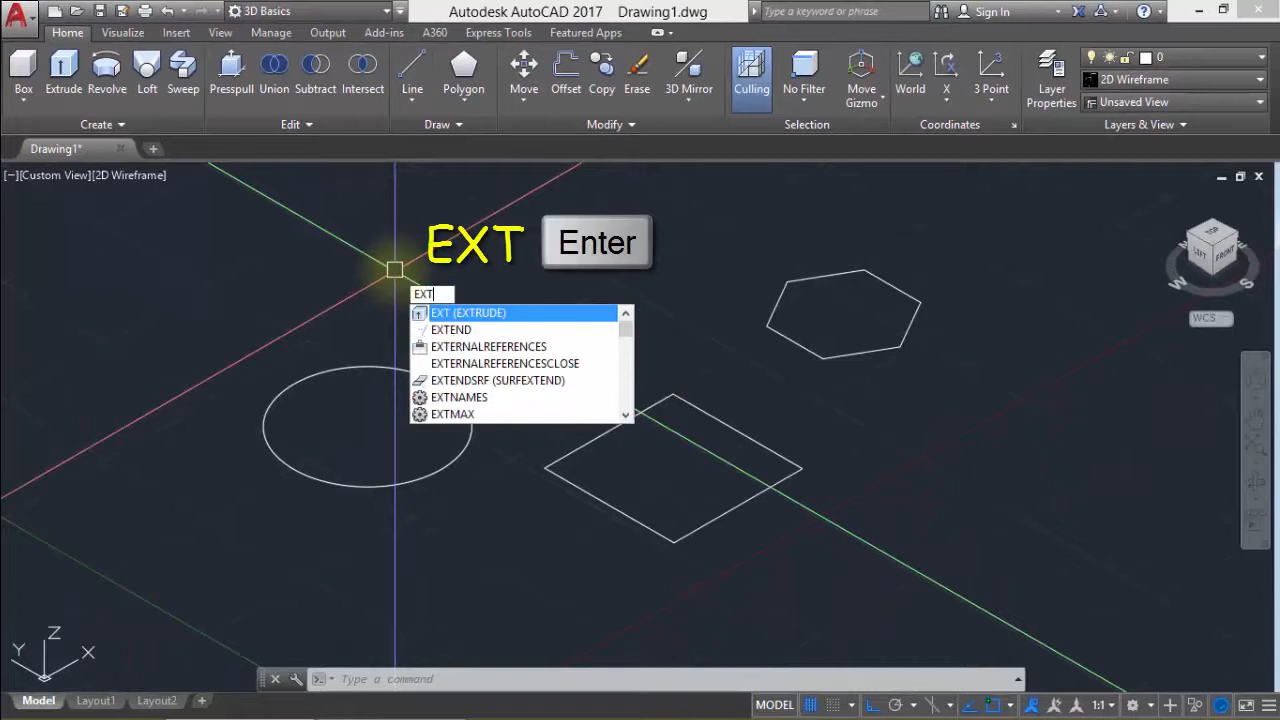 3D Basics
Autodesk AutoCAD 2017 Drawing1.dwg
Type a keyword or phrase
Sign In
Home Visualize Insert View Manage Output Add-ins A360 Express Tools Featured Apps
Box Extrude Revolve Loft Sweep Presspull Union Subtract Intersect Line Polygon Move Offset Copy Erase 3D Mirror Culling No Filter Move Gizmo World X 3 Point Layer Properties
0
2D Wireframe
Unsaved View
Create Edit Draw Modify Selection Coordinates Layers & View
Drawing1*
[−][Custom View][2D Wireframe]
EXT Enter
TOP
LEFT
BACK
W S
WCS
EXT
EXT (EXTRUDE)
EXTEND
EXTERNALREFERENCES
EXTERNALREFERENCESCLOSE
EXTENDSRF (SURFEXTEND)
EXTNAMES
EXTMAX
Z
Y X
Type a command
Model Layout1 Layout2
MODEL
1:1